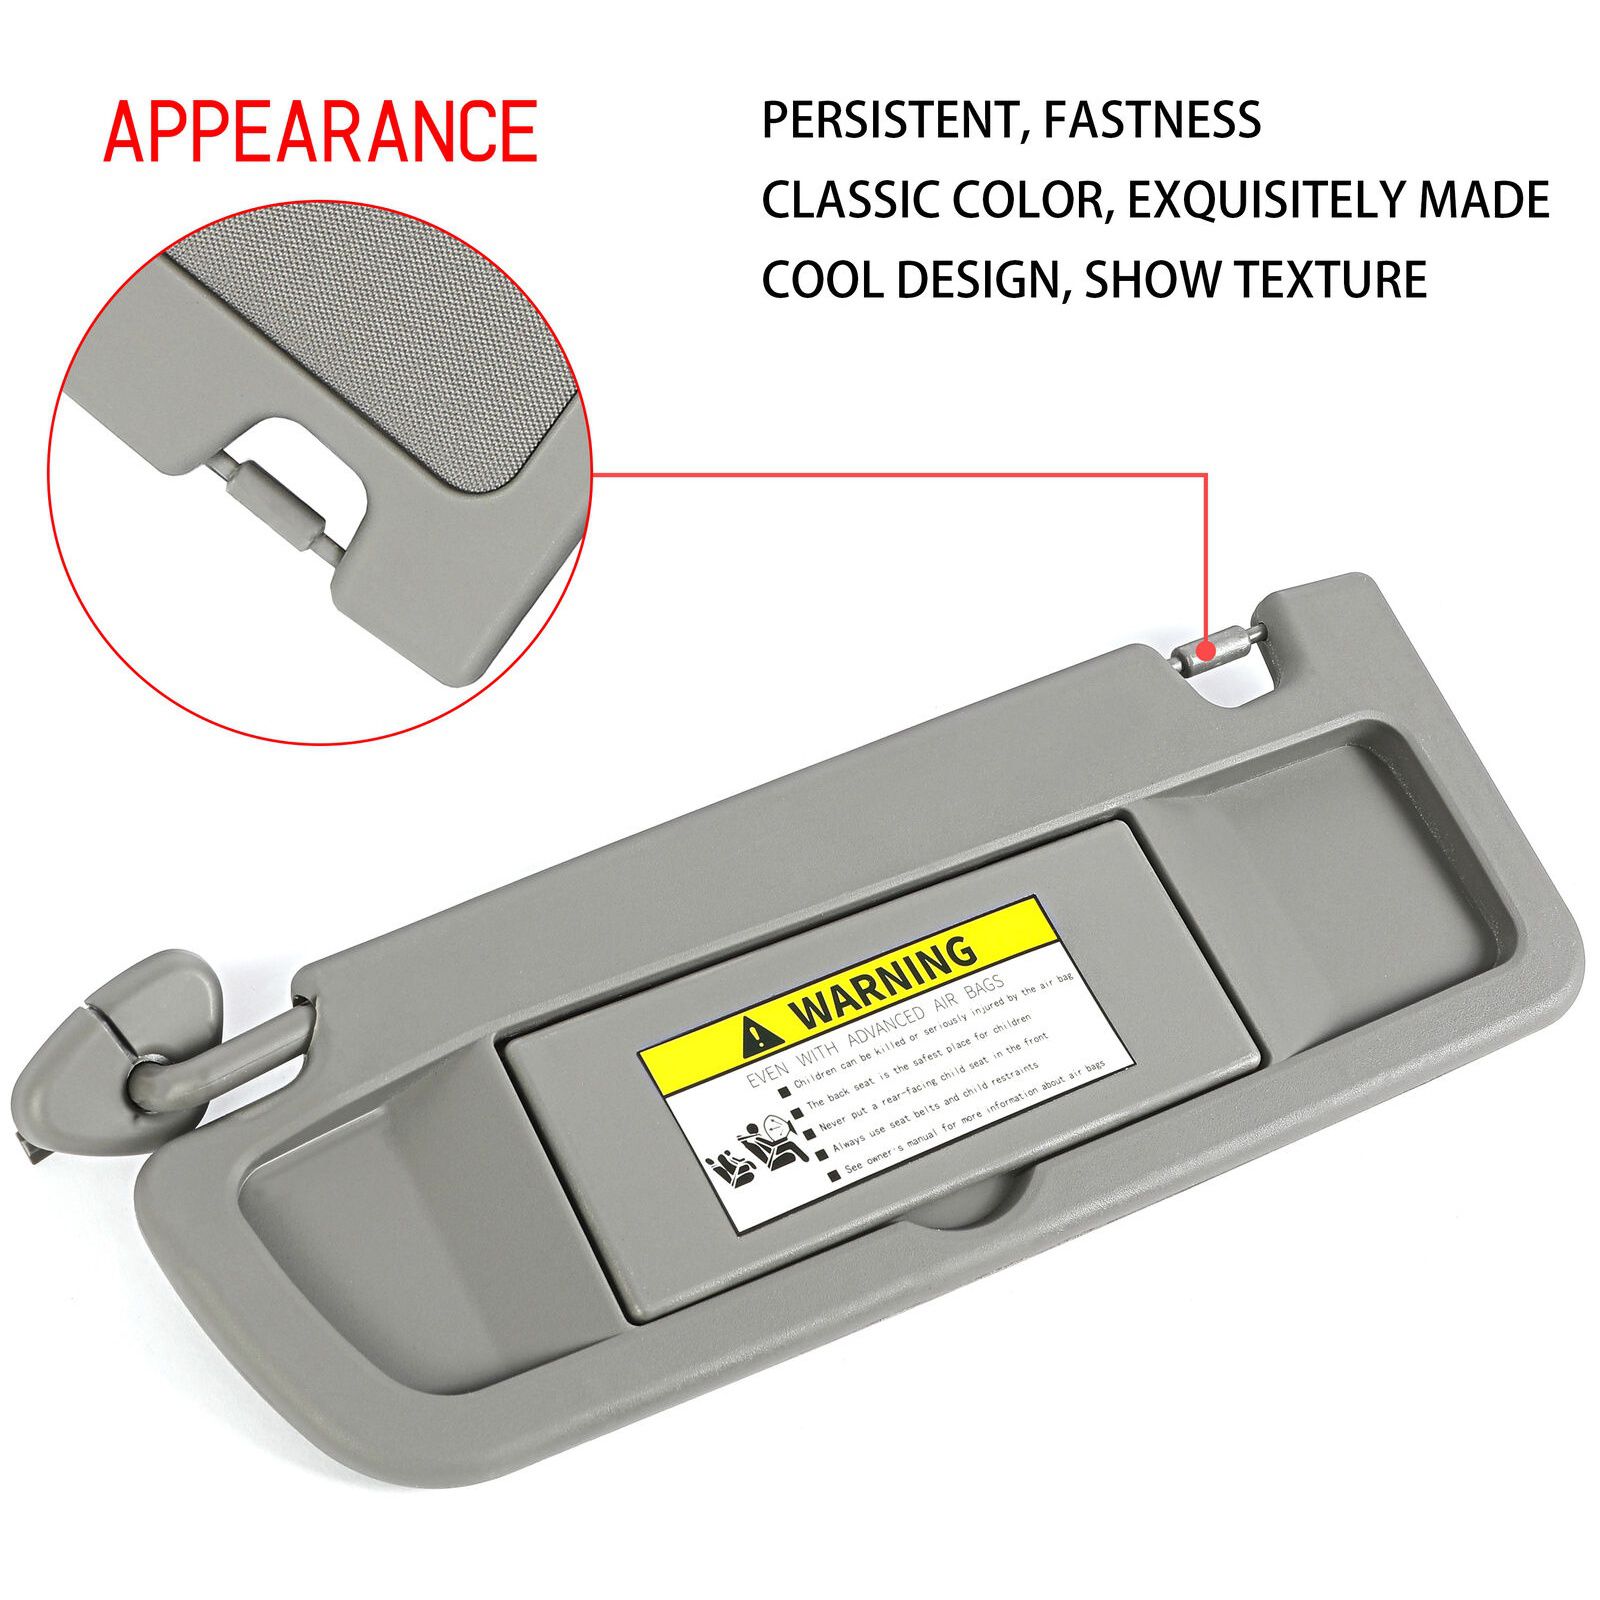 APPEARANCE
PERSISTENT, FASTNESS
CLASSIC COLOR, EXQUISITELY MADE
COOL DESIGN, SHOW TEXTURE
WARNING
EVEN WITH ADVANCED AIR BAGS
Children can be killed or seriously injured by the air bag
The back seat is the safest place for children
Never put a rear-facing child seat in the front
Always use seat belts and child restraints
See owner's manual for more information about air bags